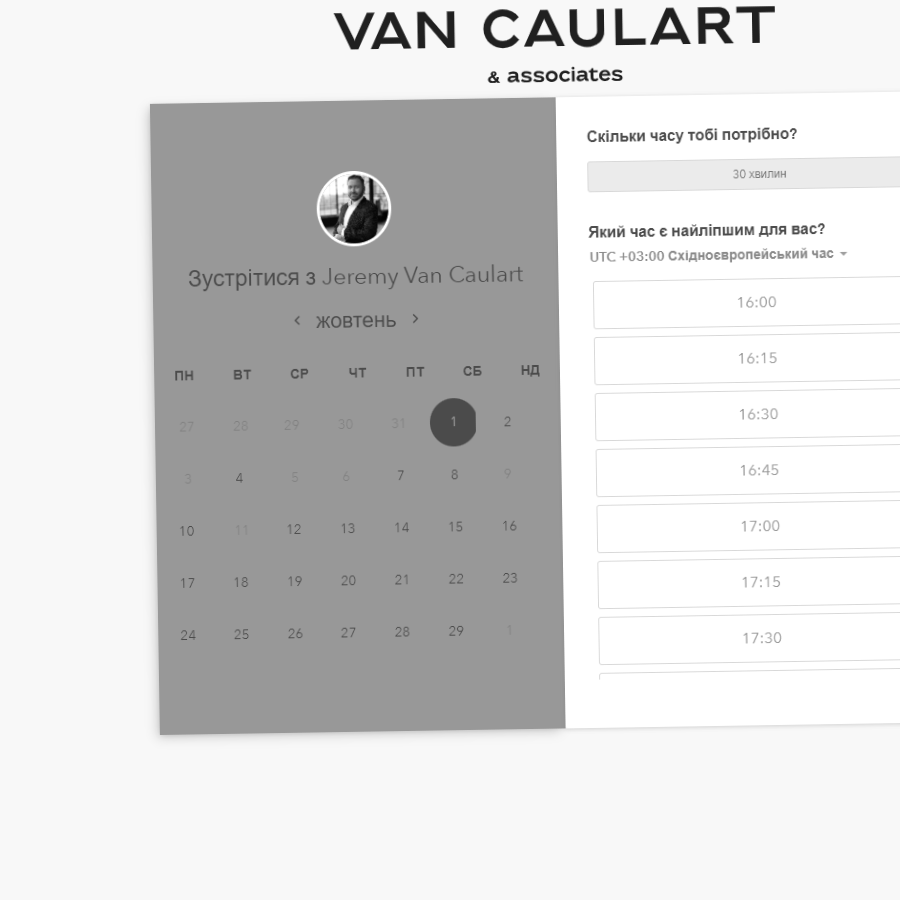 VAN CAULART
& associates
Зустрітися з Jeremy Van Caulart
жовтень
ПН ВТ СР ЧТ ПТ СБ НД
27 28 29 30 31 1 2
3 4 5 6 7 8 9
10 11 12 13 14 15 16
17 18 19 20 21 22 23
24 25 26 27 28 29 1
Скільки часу тобі потрібно?
30 хвилин
Який час є найліпшим для вас?
UTC +03:00 Східноєвропейський час
16:00
16:15
16:30
16:45
17:00
17:15
17:30